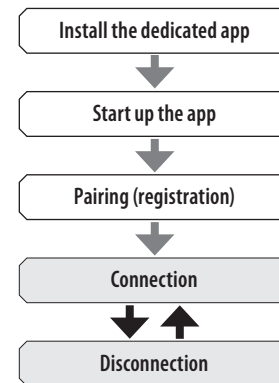 Install the dedicated app
Start up the app
Pairing (registration)
Connection
Disconnection